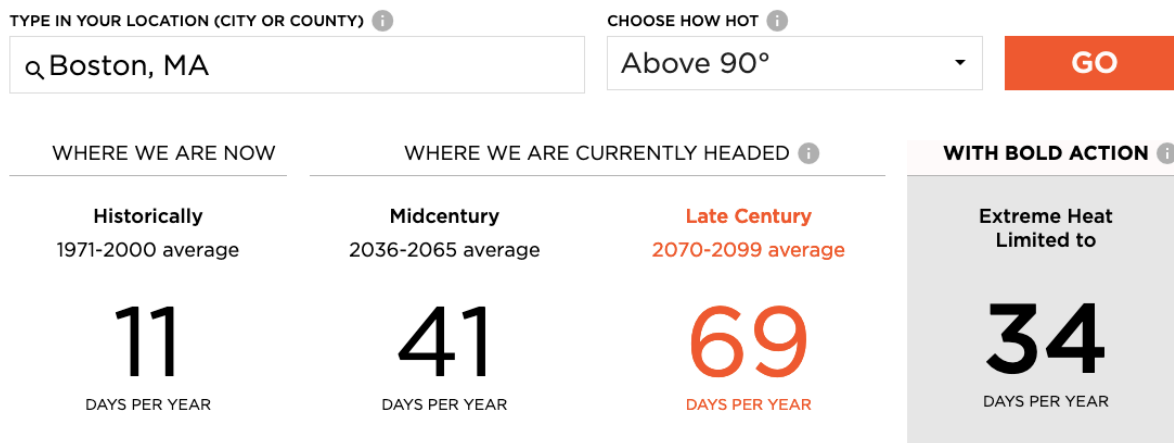 TYPE IN YOUR LOCATION (CITY OR COUNTY) i
CHOOSE HOW HOT i
Boston, MA
Above 90°
GO
WHERE WE ARE NOW
WHERE WE ARE CURRENTLY HEADED i
WITH BOLD ACTION i
Historically
1971-2000 average
11
DAYS PER YEAR
Midcentury
2036-2065 average
41
DAYS PER YEAR
Late Century
2070-2099 average
69
DAYS PER YEAR
Extreme Heat
Limited to
34
DAYS PER YEAR